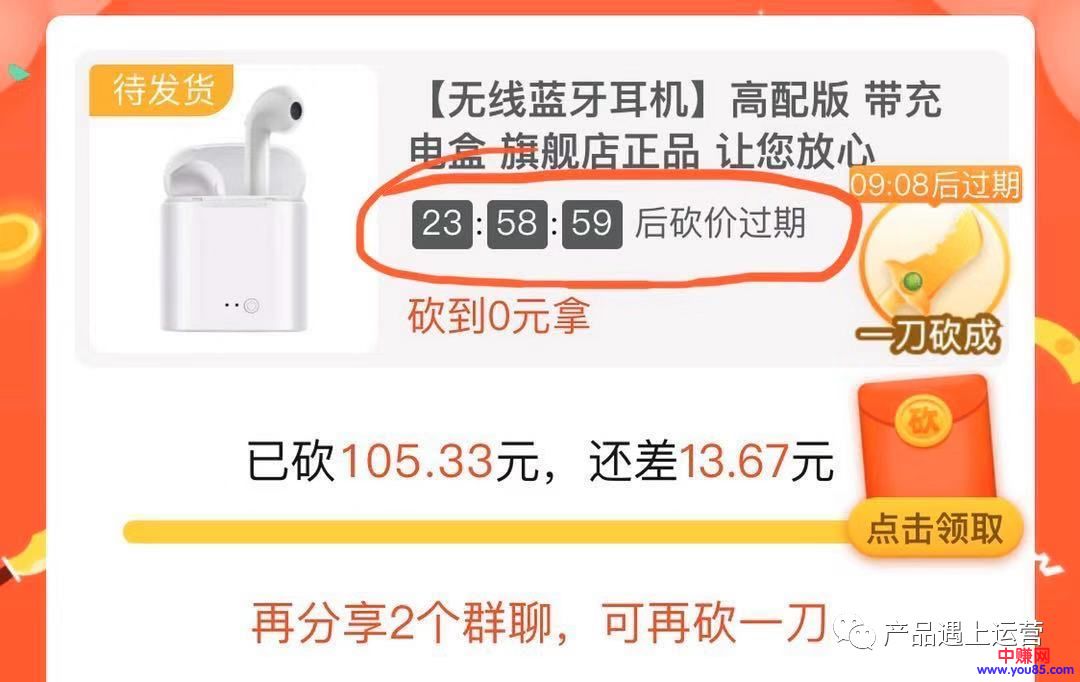 待发货
【无线蓝牙耳机】高配版 带充
电盒 旗舰店正品 让您放心
09:08后过期
23:58:59后砍价过期
一刀砍成
砍到0元拿
砍
已砍105.33元，还差13.67元
点击领取
再分享2个群聊，可再砍一刀
产品遇上运营
中赚网
www.you85.com